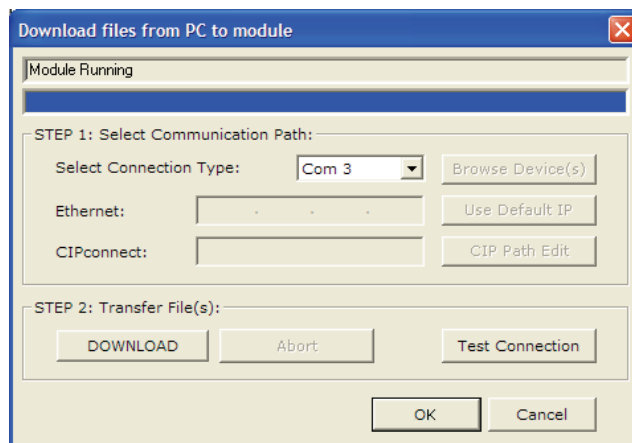 Download files from PC to module
Module Running
STEP 1: Select Communication Path:
Select Connection Type: Com 3 Browse Device(s)
Ethernet: . . . Use Default IP
CIPconnect: CIP Path Edit
STEP 2: Transfer File(s):
DOWNLOAD Abort Test Connection
OK Cancel